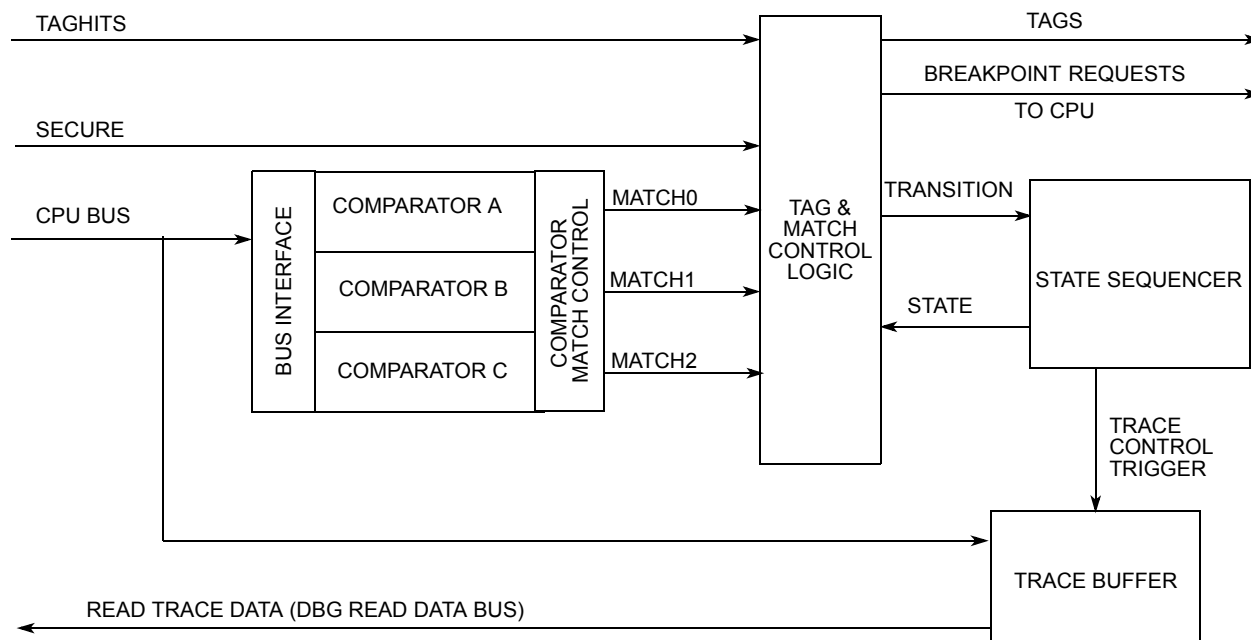 TAGHITS
TAGS
BREAKPOINT REQUESTS
TO CPU
SECURE
CPU BUS
BUS INTERFACE
COMPARATOR A
COMPARATOR B
COMPARATOR C
COMPARATOR
MATCH CONTROL
MATCH0
MATCH1
MATCH2
TAG &
MATCH
CONTROL
LOGIC
TRANSITION
STATE
STATE SEQUENCER
TRACE
CONTROL
TRIGGER
TRACE BUFFER
READ TRACE DATA (DBG READ DATA BUS)